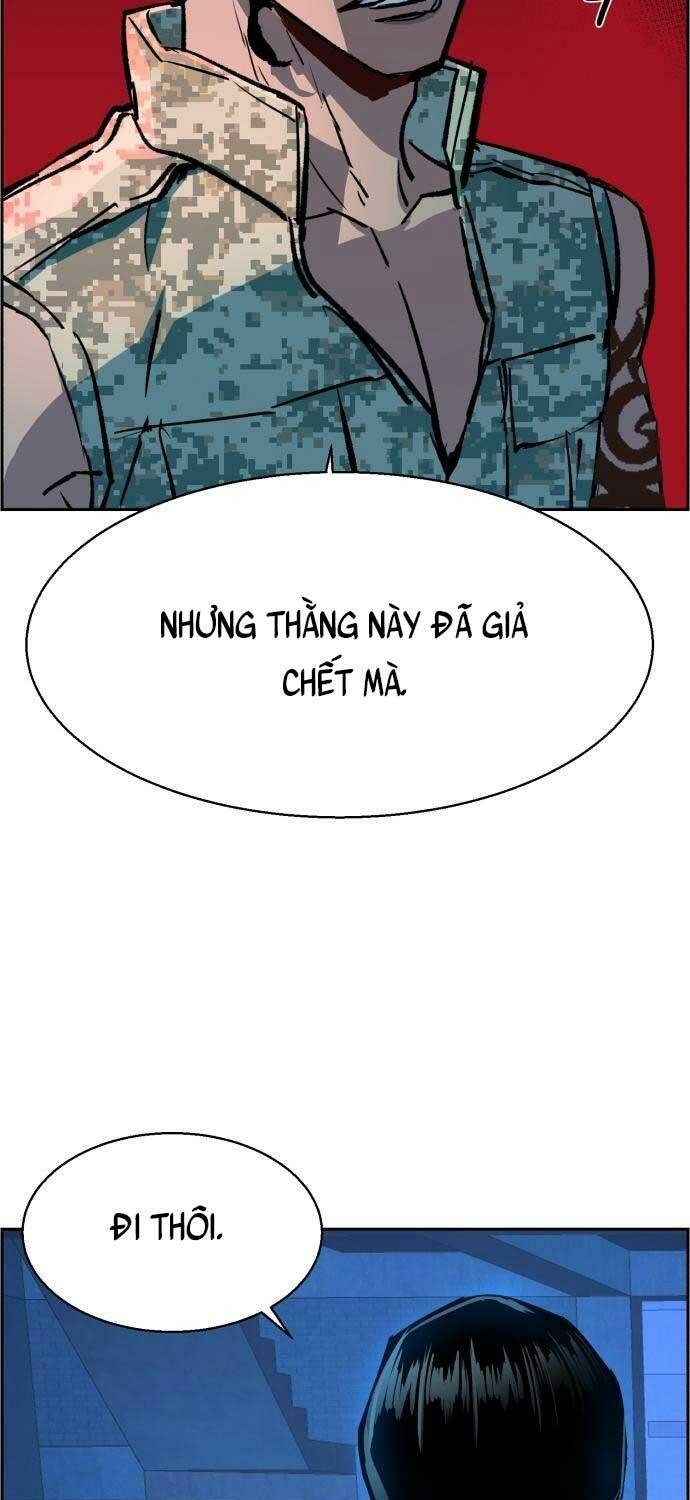 NHƯNG THẰNG NÀY ĐÃ GIẢ
CHẾT MÀ.
ĐI THÔI.